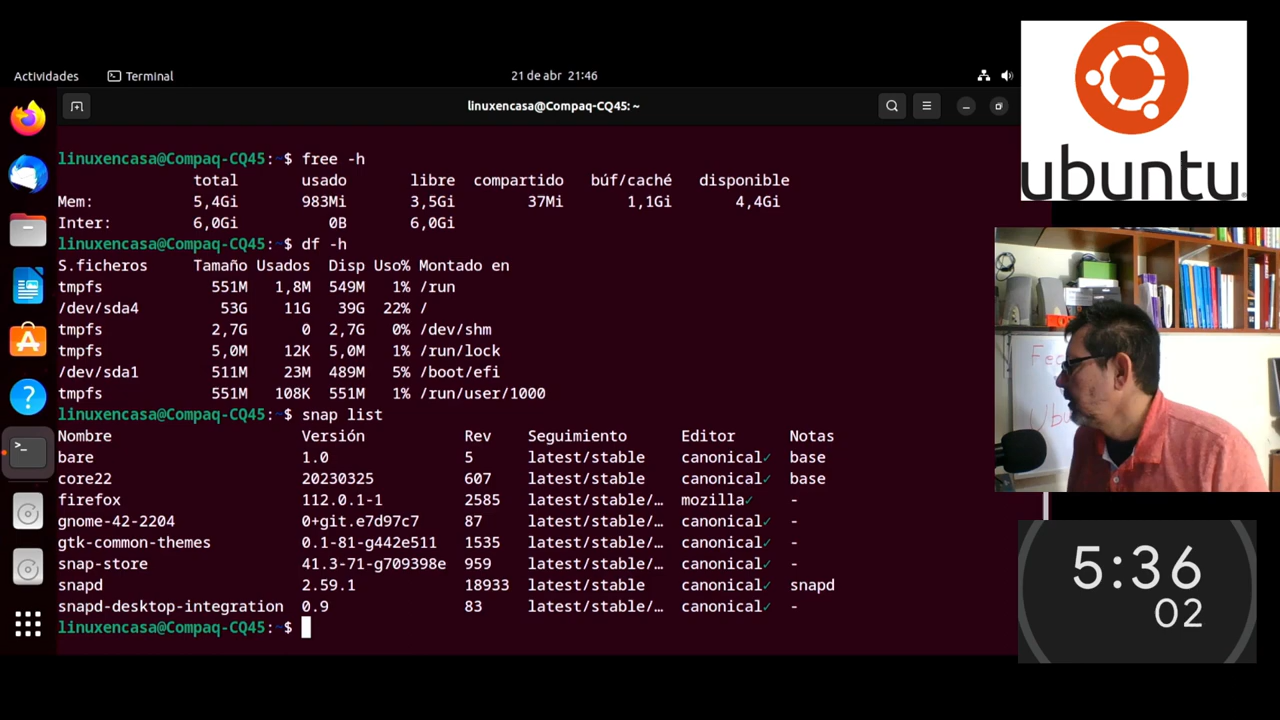 Actividades Terminal 21 de abr 21:46
linuxencasa@Compaq-CQ45: ~
linuxencasa@Compaq-CQ45:~$ free -h
total usado libre compartido búf/caché disponible
Mem: 5,4Gi 983Mi 3,5Gi 37Mi 1,1Gi 4,4Gi
Inter: 6,0Gi 0B 6,0Gi
linuxencasa@Compaq-CQ45:~$ df -h
S.ficheros Tamaño Usados Disp Uso% Montado en
tmpfs 551M 1,8M 549M 1% /run
/dev/sda4 53G 11G 39G 22% /
tmpfs 2,7G 0 2,7G 0% /dev/shm
tmpfs 5,0M 12K 5,0M 1% /run/lock
/dev/sda1 511M 23M 489M 5% /boot/efi
tmpfs 551M 108K 551M 1% /run/user/1000
linuxencasa@Compaq-CQ45:~$ snap list
Nombre Versión Rev Seguimiento Editor Notas
bare 1.0 5 latest/stable canonical✓ base
core22 20230325 607 latest/stable canonical✓ base
firefox 112.0.1-1 2585 latest/stable/… mozilla✓ -
gnome-42-2204 0+git.e7d97c7 87 latest/stable/… canonical✓ -
gtk-common-themes 0.1-81-g442e511 1535 latest/stable/… canonical✓ -
snap-store 41.3-71-g709398e 959 latest/stable/… canonical✓ -
snapd 2.59.1 18933 latest/stable canonical✓ snapd
snapd-desktop-integration 0.9 83 latest/stable/… canonical✓ -
linuxencasa@Compaq-CQ45:~$
ubuntu®
5:36
02